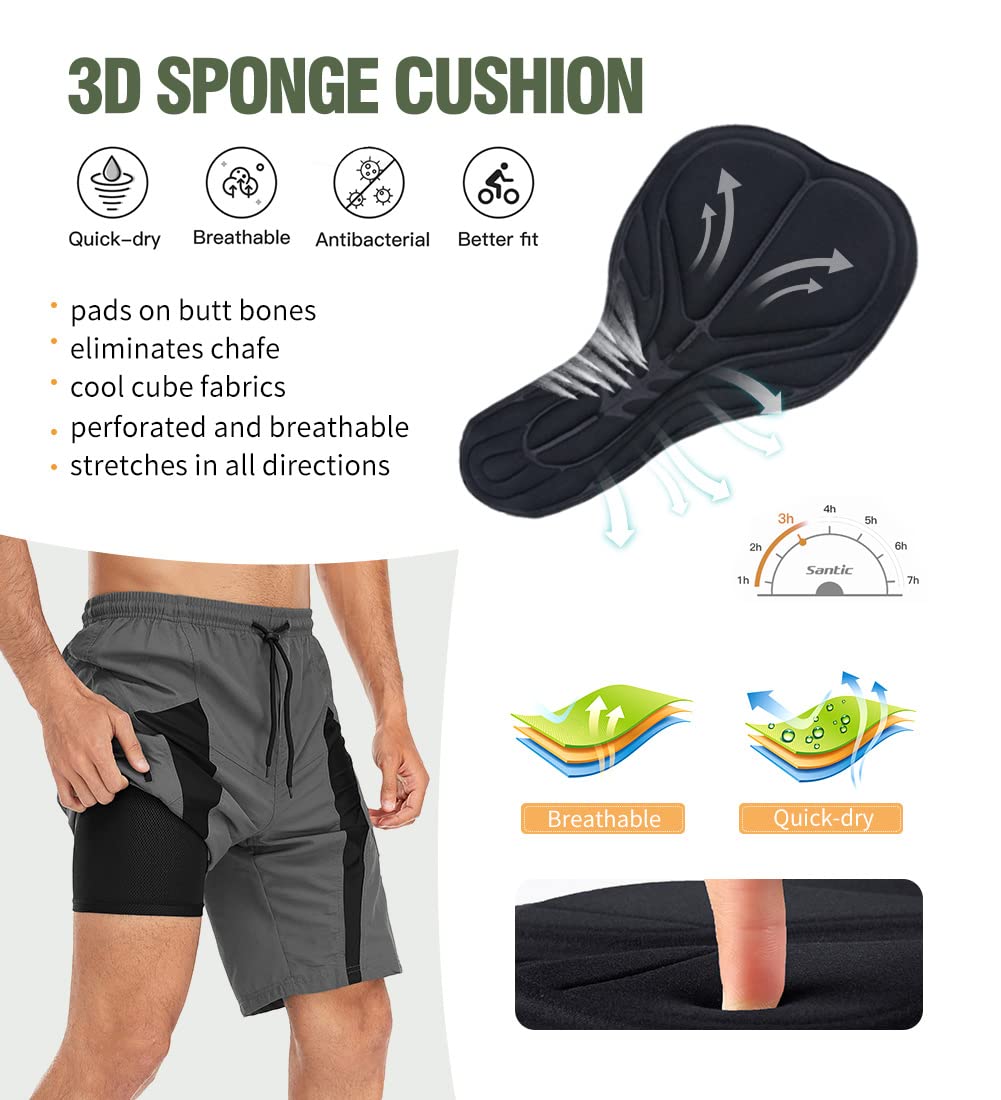 3D SPONGE CUSHION
Quick-dry
Breathable
Antibacterial
Better fit
pads on butt bones
eliminates chafe
cool cube fabrics
perforated and breathable
stretches in all directions
1h
2h
3h
4h
5h
6h
7h
Santic
Breathable
Quick-dry